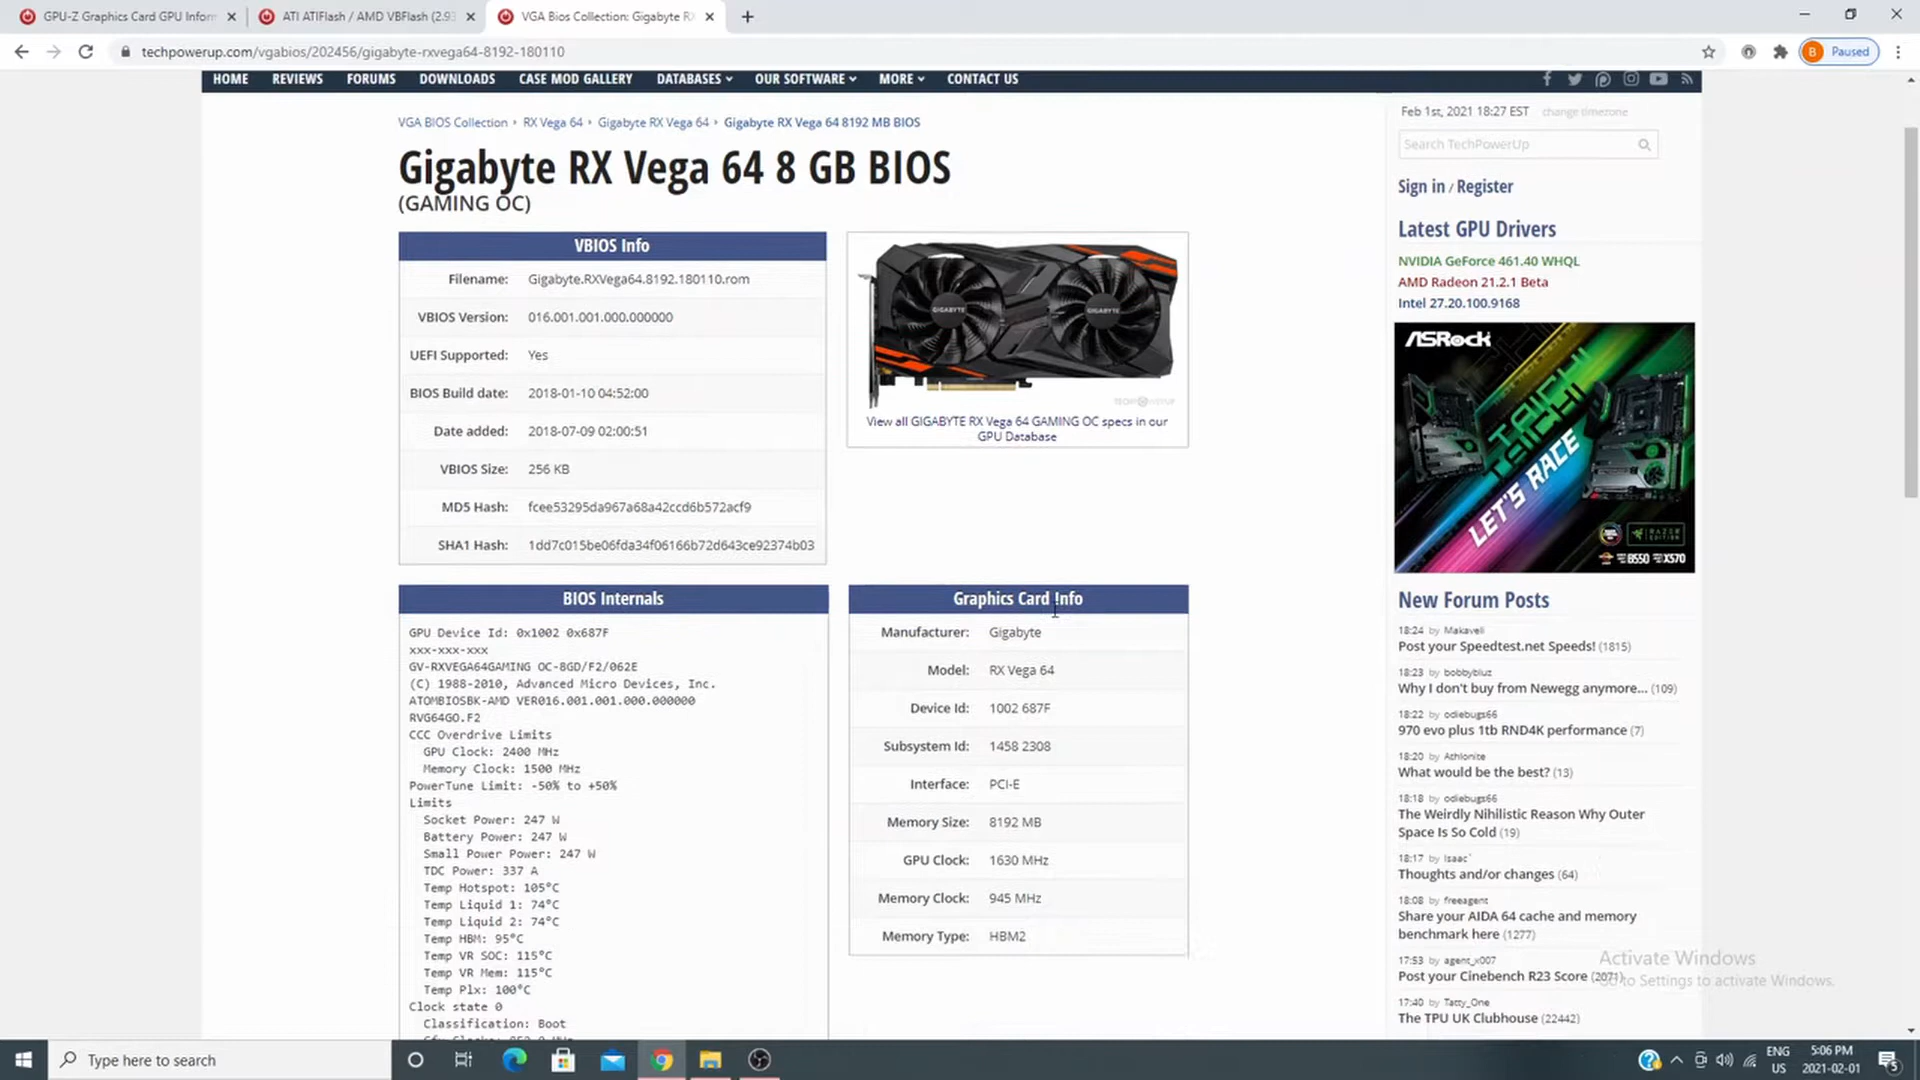 GPU-Z Graphics Card GPU Inforr
ATI ATIFlash / AMD VBFlash (2.93
VGA Bios Collection: Gigabyte RX
techpowerup.com/vgabios/202456/gigabyte-rxvega64-8192-180110
B Paused
HOME REVIEWS FORUMS DOWNLOADS CASE MOD GALLERY DATABASES OUR SOFTWARE MORE CONTACT US
VGA BIOS Collection › RX Vega 64 › Gigabyte RX Vega 64 › Gigabyte RX Vega 64 8192 MB BIOS
Gigabyte RX Vega 64 8 GB BIOS
(GAMING OC)
VBIOS Info
Filename: Gigabyte.RXVega64.8192.180110.rom
VBIOS Version: 016.001.001.000.000000
UEFI Supported: Yes
BIOS Build date: 2018-01-10 04:52:00
Date added: 2018-07-09 02:00:51
VBIOS Size: 256 KB
MD5 Hash: fcee53295da967a68a42ccd6b572acf9
SHA1 Hash: 1dd7c015be06fda34f06166b72d643ce92374b03
GIGABYTE GIGABYTE
TECHPOWERUP
View all GIGABYTE RX Vega 64 GAMING OC specs in our
GPU Database
BIOS Internals
GPU Device Id: 0x1002 0x687F
xxx-xxx-xxx
GV-RXVEGA64GAMING OC-8GD/F2/062E
(C) 1988-2010, Advanced Micro Devices, Inc.
ATOMBIOSBK-AMD VER016.001.001.000.000000
RVG64GO.F2
CCC Overdrive Limits
GPU Clock: 2400 MHz
Memory Clock: 1500 MHz
PowerTune Limit: -50% to +50%
Limits
Socket Power: 247 W
Battery Power: 247 W
Small Power Power: 247 W
TDC Power: 337 A
Temp Hotspot: 105°C
Temp Liquid 1: 74°C
Temp Liquid 2: 74°C
Temp HBM: 95°C
Temp VR SOC: 115°C
Temp VR Mem: 115°C
Temp Plx: 100°C
Clock state 0
Classification: Boot
Graphics Card Info
Manufacturer: Gigabyte
Model: RX Vega 64
Device Id: 1002 687F
Subsystem Id: 1458 2308
Interface: PCI-E
Memory Size: 8192 MB
GPU Clock: 1630 MHz
Memory Clock: 945 MHz
Memory Type: HBM2
Feb 1st, 2021 18:27 EST change timezone
Search TechPowerUp
Sign in / Register
Latest GPU Drivers
NVIDIA GeForce 461.40 WHQL
AMD Radeon 21.2.1 Beta
Intel 27.20.100.9168
ASRock
TAICHI
LET'S RACE
RAZER
EDITION
B550 X570
New Forum Posts
18:24 by Makaveli
Post your Speedtest.net Speeds! (1815)
18:23 by bobbybluz
Why I don't buy from Newegg anymore... (109)
18:22 by odiebugs66
970 evo plus 1tb RND4K performance (7)
18:20 by Athlonite
What would be the best? (13)
18:18 by odiebugs66
The Weirdly Nihilistic Reason Why Outer
Space Is So Cold (19)
18:17 by Isaac`
Thoughts and/or changes (64)
18:08 by freeagent
Share your AIDA 64 cache and memory
benchmark here (1277)
17:53 by agent_x007
Post your Cinebench R23 Score (2071)
17:40 by Tatty_One
The TPU UK Clubhouse (22442)
Activate Windows
Go to Settings to activate Windows.
Type here to search
ENG
US
5:06 PM
2021-02-01
5